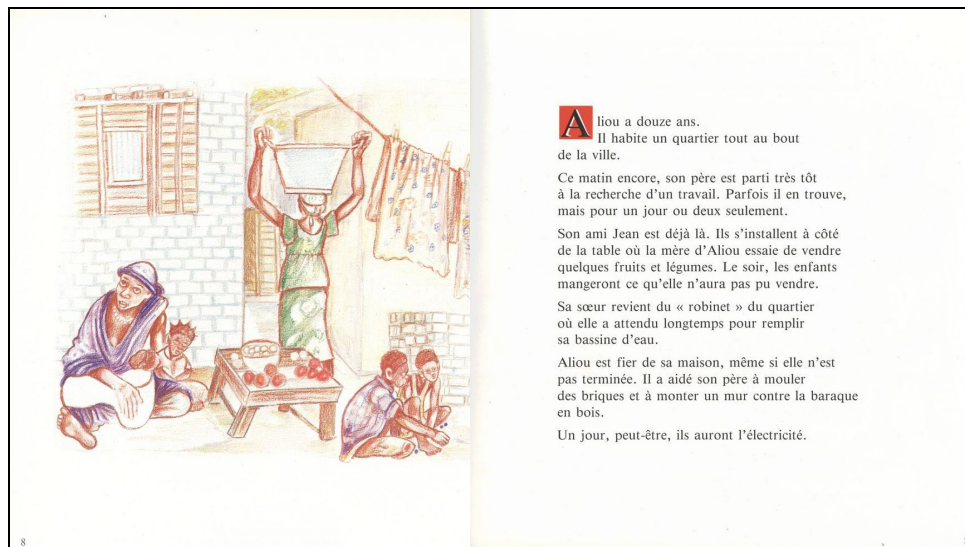 Aliou a douze ans.
Il habite un quartier tout au bout
de la ville.
Ce matin encore, son père est parti très tôt
à la recherche d'un travail. Parfois il en trouve,
mais pour un jour ou deux seulement.
Son ami Jean est déjà là. Ils s'installent à côté
de la table où la mère d'Aliou essaie de vendre
quelques fruits et légumes. Le soir, les enfants
mangeront ce qu'elle n'aura pas pu vendre.
Sa sœur revient du « robinet » du quartier
où elle a attendu longtemps pour remplir
sa bassine d'eau.
Aliou est fier de sa maison, même si elle n'est
pas terminée. Il a aidé son père à mouler
des briques et à monter un mur contre la baraque
en bois.
Un jour, peut-être, ils auront l'électricité.
8